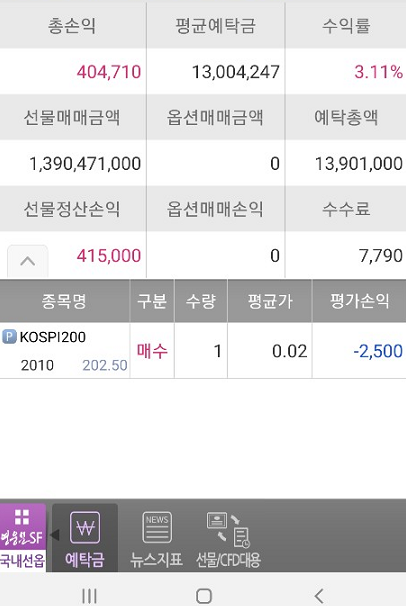 총손익 평균예탁금 수익률
404,710 13,004,247 3.11%
선물매매금액 옵션매매금액 예탁총액
1,390,471,000 0 13,901,000
선물정산손익 옵션매매손익 수수료
415,000 0 7,790
종목명 구분 수량 평균가 평가손익
P KOSPI200 매수 1 0.02 -2,500
2010 202.50
영웅문SF
국내선옵 예탁금 NEWS 뉴스지표 선물/CFD대용